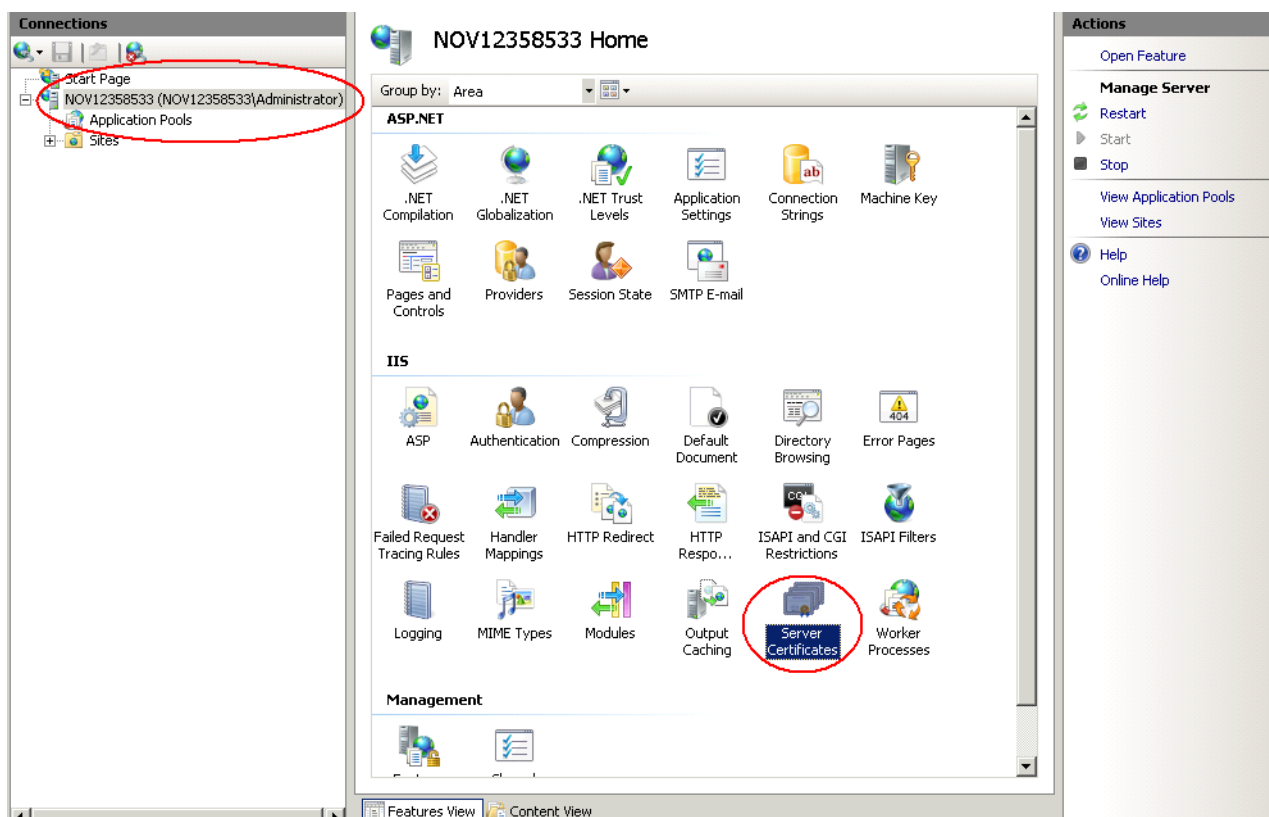 Connections
Start Page
NOV12358533 (NOV12358533\Administrator)
Application Pools
Sites
NOV12358533 Home
Group by: Area
ASP.NET
.NET Compilation
.NET Globalization
.NET Trust Levels
Application Settings
Connection Strings
Machine Key
Pages and Controls
Providers
Session State
SMTP E-mail
IIS
ASP
Authentication
Compression
Default Document
Directory Browsing
Error Pages
Failed Request Tracing Rules
Handler Mappings
HTTP Redirect
HTTP Respo...
ISAPI and CGI Restrictions
ISAPI Filters
Logging
MIME Types
Modules
Output Caching
Server Certificates
Worker Processes
Management
Features View
Content View
Actions
Open Feature
Manage Server
Restart
Start
Stop
View Application Pools
View Sites
Help
Online Help